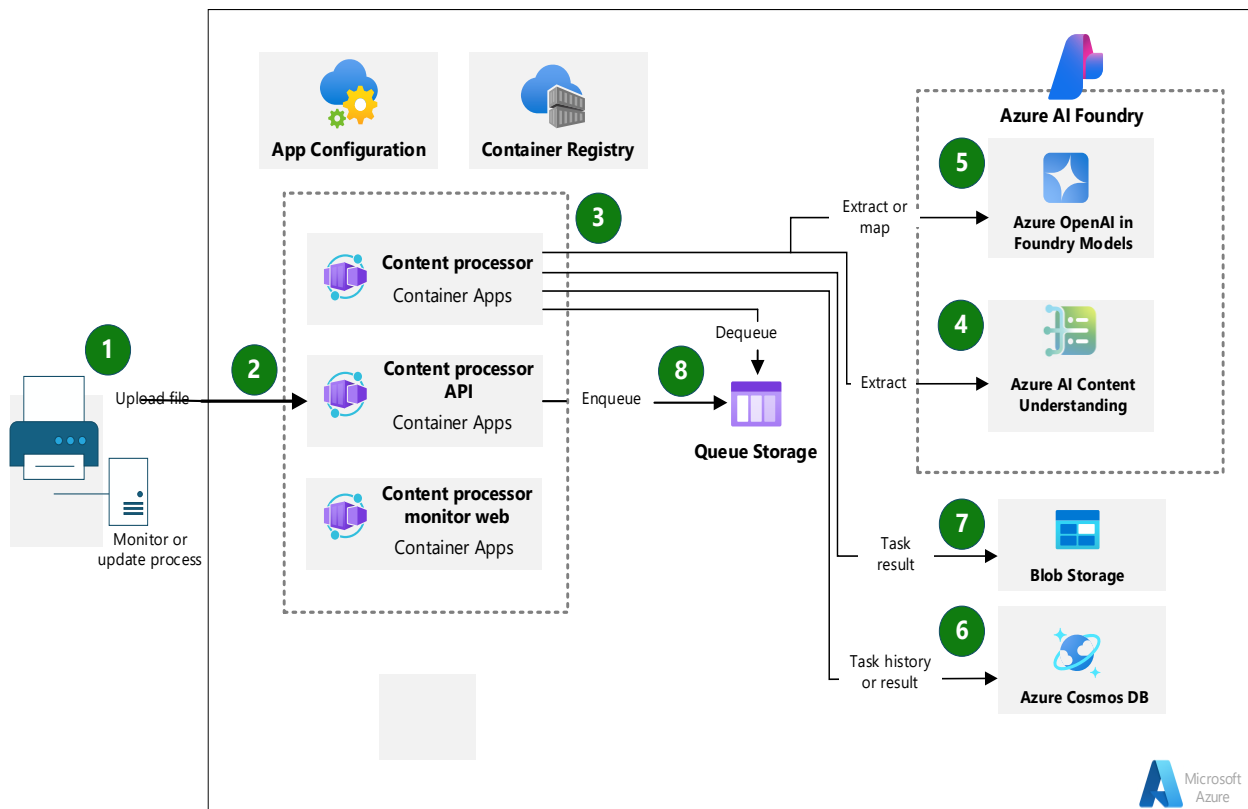 App Configuration
Container Registry
Azure AI Foundry
5
Azure OpenAI in
Foundry Models
Extract or
map
3
Content processor
Container Apps
4
Azure AI Content
Understanding
Extract
Dequeue
1
Upload file
2
Content processor
API
Container Apps
Enqueue
8
Queue Storage
Content processor
monitor web
Container Apps
Monitor or
update process
7
Task
result
Blob Storage
6
Task history
or result
Azure Cosmos DB
Microsoft
Azure